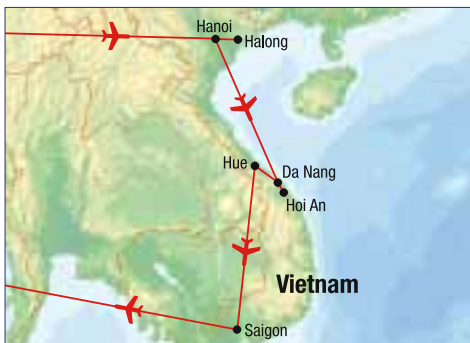 Hanoi
Halong
Hue
Da Nang
Hoi An
Vietnam
Saigon